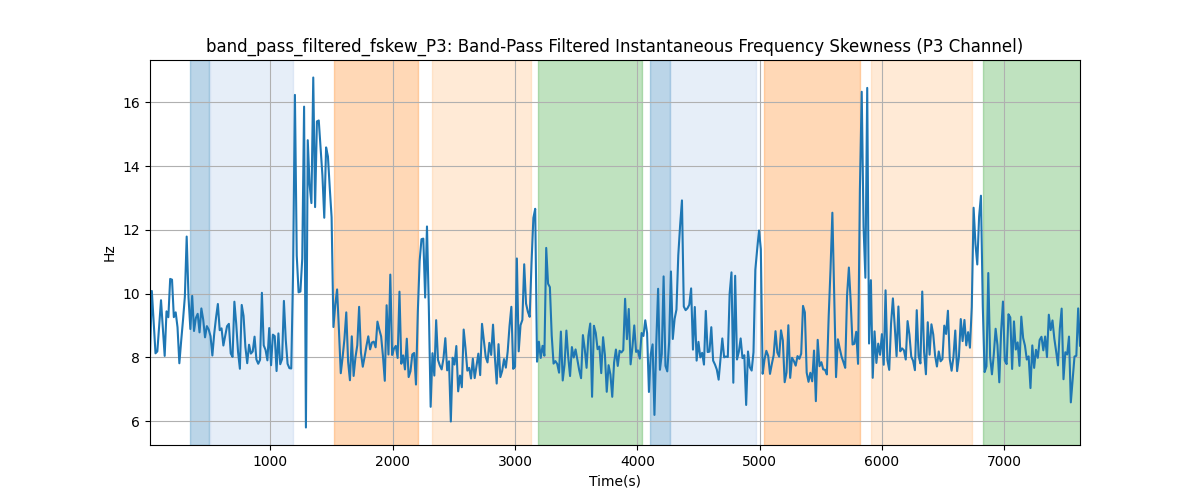 band_pass_filtered_fskew_P3: Band-Pass Filtered Instantaneous Frequency Skewness (P3 Channel)
16
14
12
10
8
6
Hz
1000 2000 3000 4000 5000 6000 7000
Time(s)